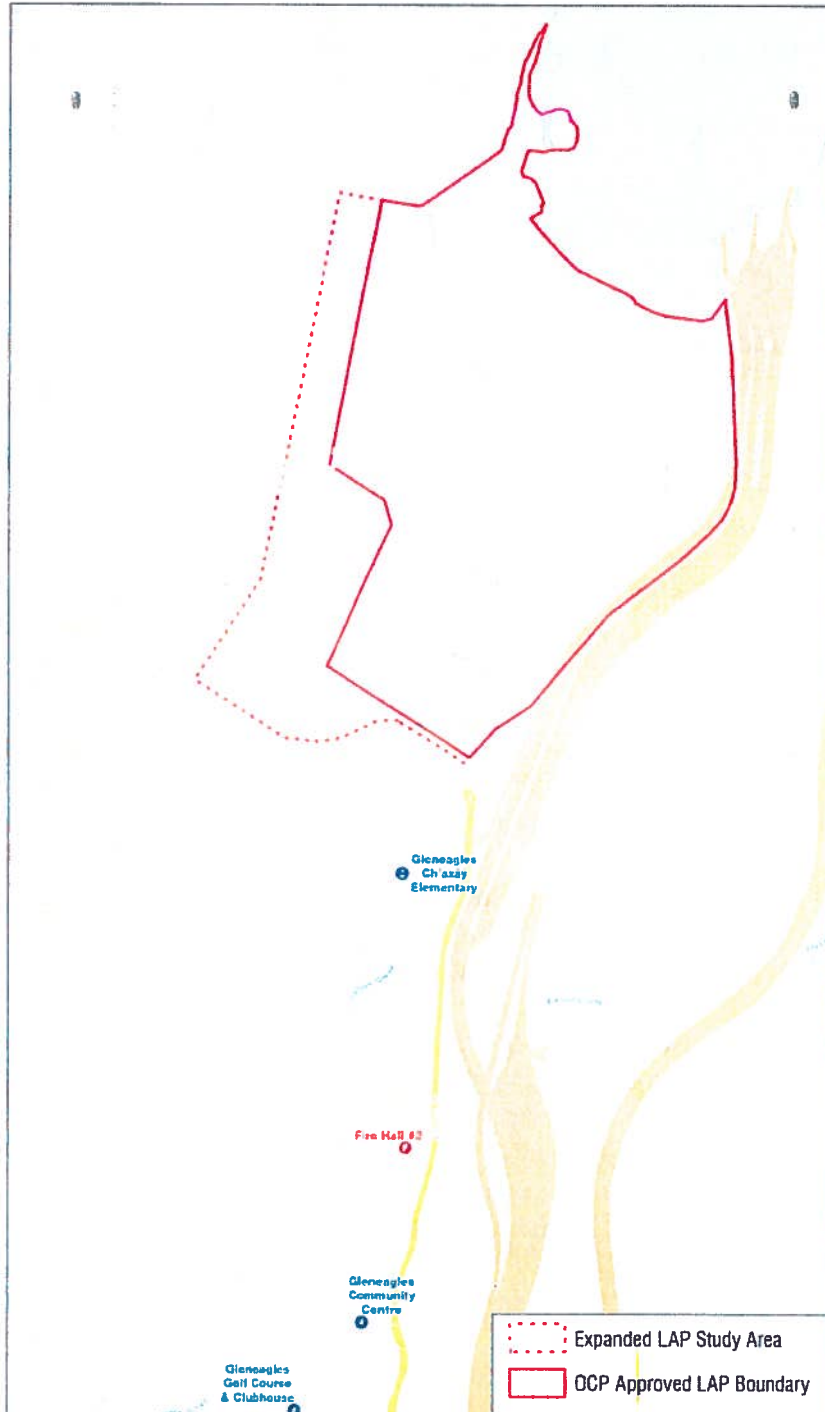 Gleneagles
Ch'axáy
Elementary
Fire Hall #2
Gleneagles
Community
Centre
Gleneagles
Golf Course
& Clubhouse
Expanded LAP Study Area
OCP Approved LAP Boundary